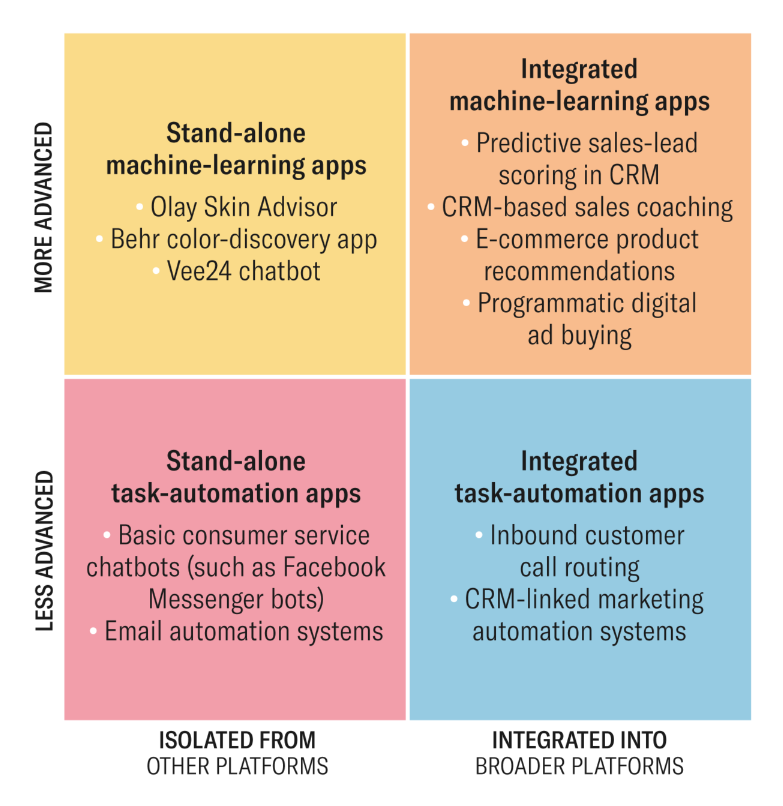 MORE ADVANCED
Stand-alone
machine-learning apps
• Olay Skin Advisor
• Behr color-discovery app
• Vee24 chatbot
Integrated
machine-learning apps
• Predictive sales-lead
scoring in CRM
• CRM-based sales coaching
• E-commerce product
recommendations
• Programmatic digital
ad buying
LESS ADVANCED
Stand-alone
task-automation apps
• Basic consumer service
chatbots (such as Facebook
Messenger bots)
• Email automation systems
Integrated
task-automation apps
• Inbound customer
call routing
• CRM-linked marketing
automation systems
ISOLATED FROM
OTHER PLATFORMS
INTEGRATED INTO
BROADER PLATFORMS